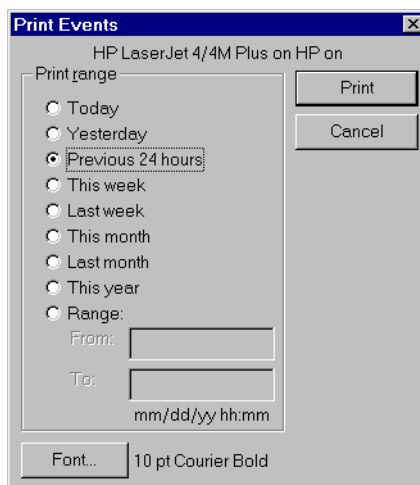 Print Events
HP LaserJet 4/4M Plus on HP on
Print range
Print
Today
Cancel
Yesterday
Previous 24 hours
This week
Last week
This month
Last month
This year
Range:
From:
To:
mm/dd/yy hh:mm
Font... 10 pt Courier Bold